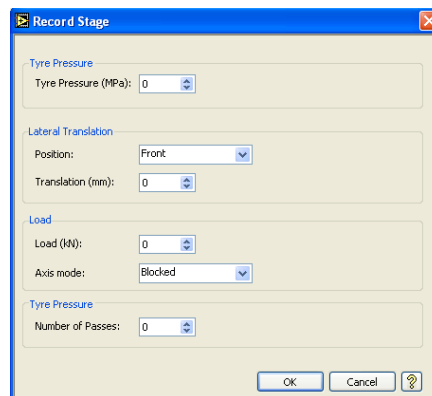 Record Stage
Tyre Pressure
Tyre Pressure (MPa): 0
Lateral Translation
Position: Front
Translation (mm): 0
Load
Load (kN): 0
Axis mode: Blocked
Tyre Pressure
Number of Passes: 0
OK Cancel ?